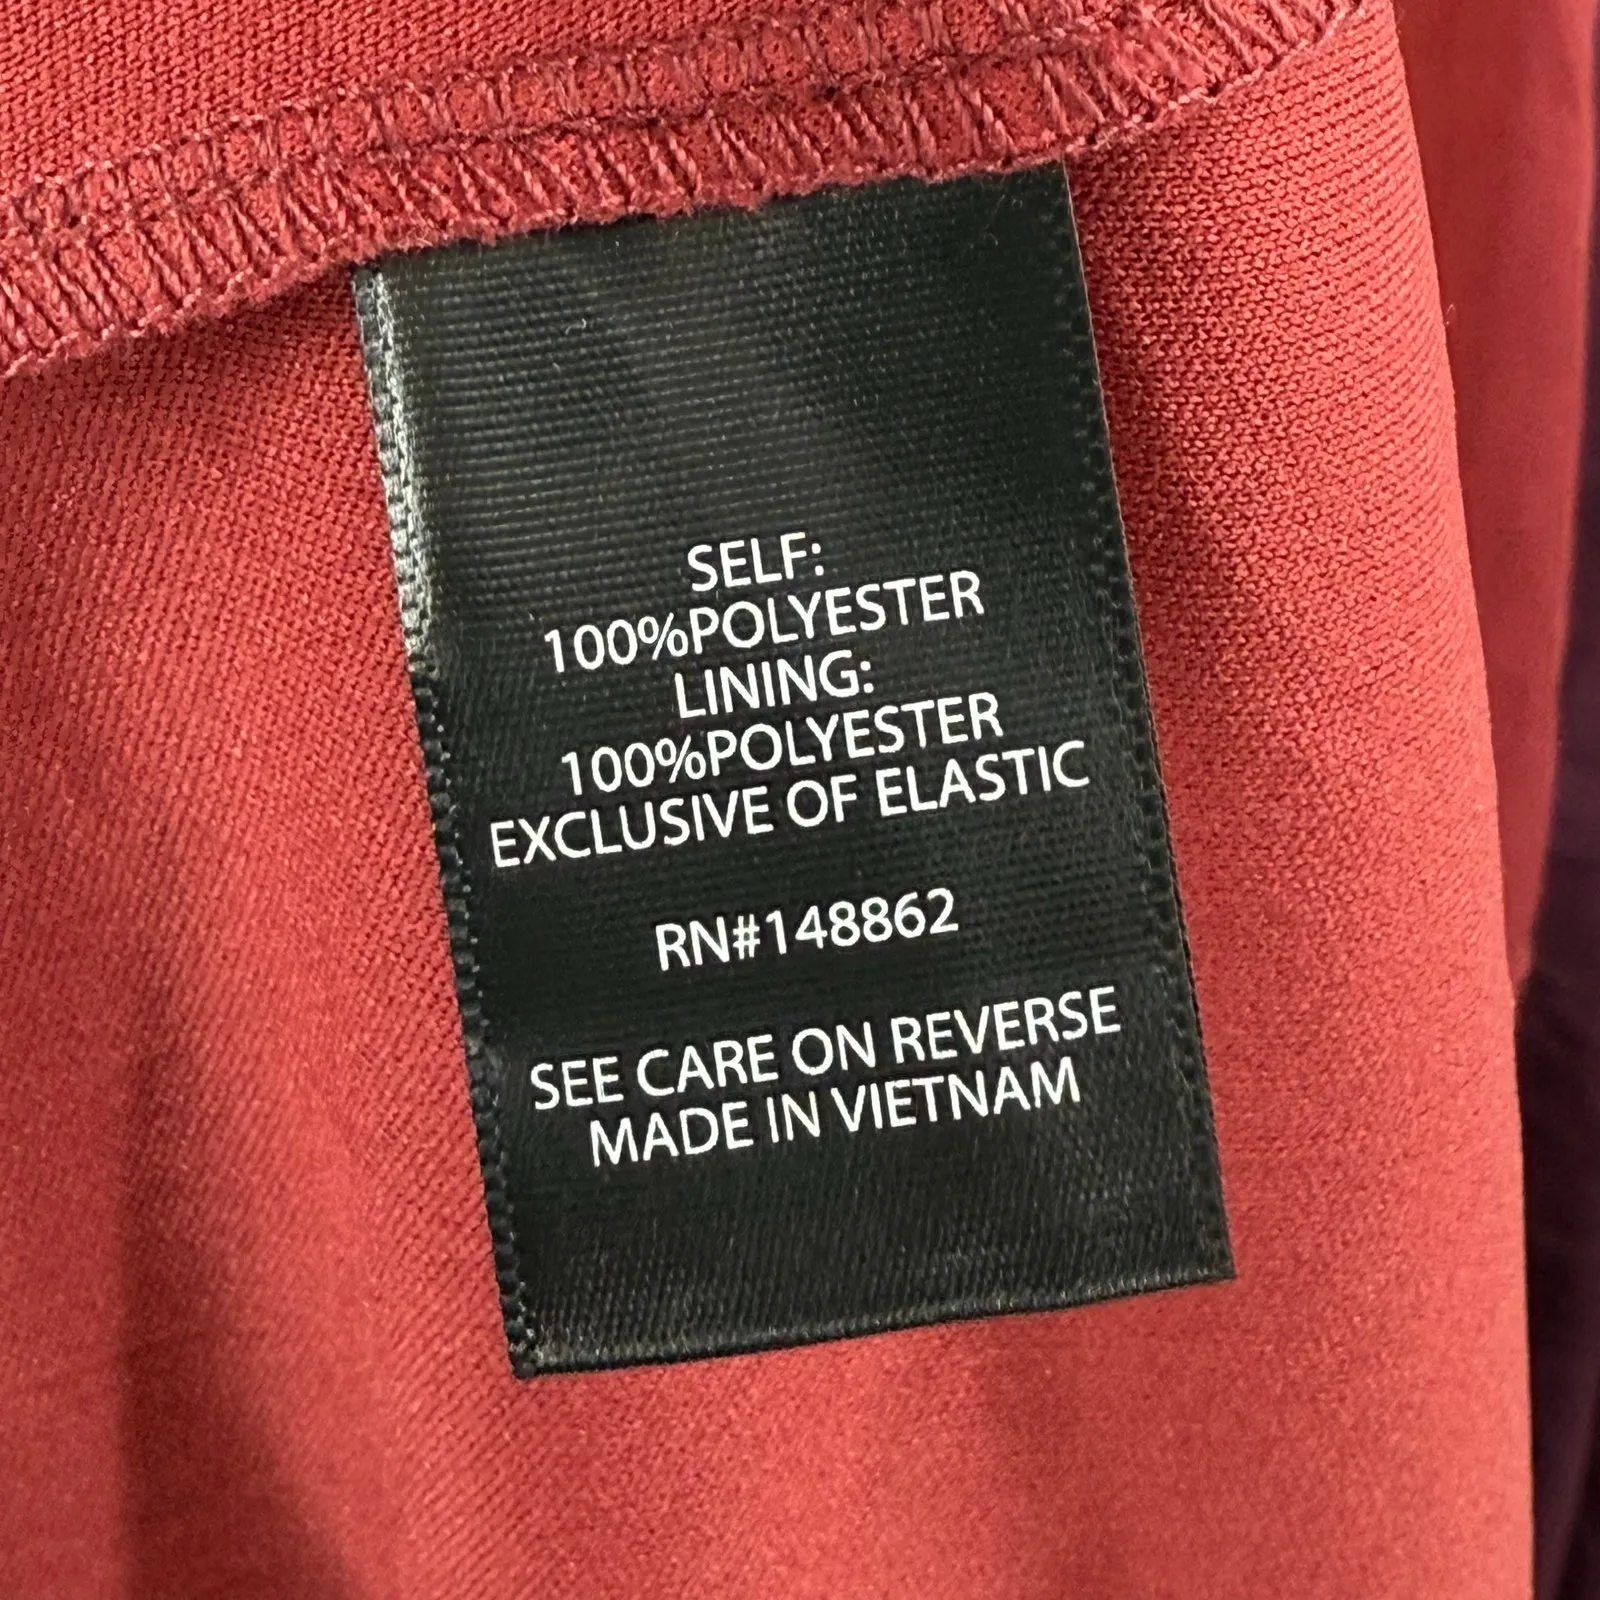 SELF:
100%POLYESTER
LINING:
100%POLYESTER
EXCLUSIVE OF ELASTIC
RN#148862
SEE CARE ON REVERSE
MADE IN VIETNAM